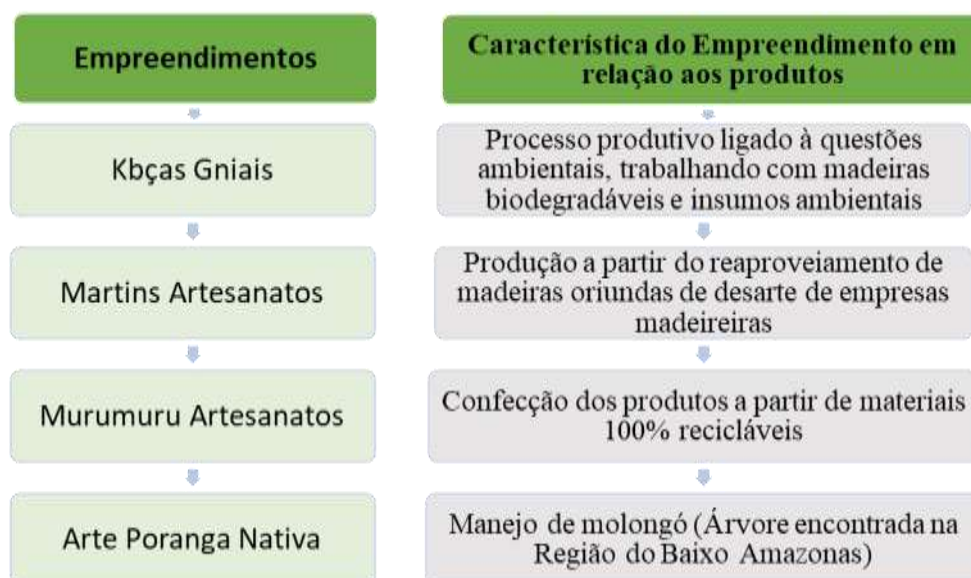 Empreendimentos
Característica do Empreendimento em
relação aos produtos
Kbças Gniais
Processo produtivo ligado à questões
ambientais, trabalhando com madeiras
biodegradáveis e insumos ambientais
Martins Artesanatos
Produção a partir do reaproveiamento de
madeiras oriundas de desarte de empresas
madeireiras
Murumuru Artesanatos
Confecção dos produtos a partir de materiais
100% recicláveis
Arte Poranga Nativa
Manejo de molongó (Árvore encontrada na
Região do Baixo Amazonas)